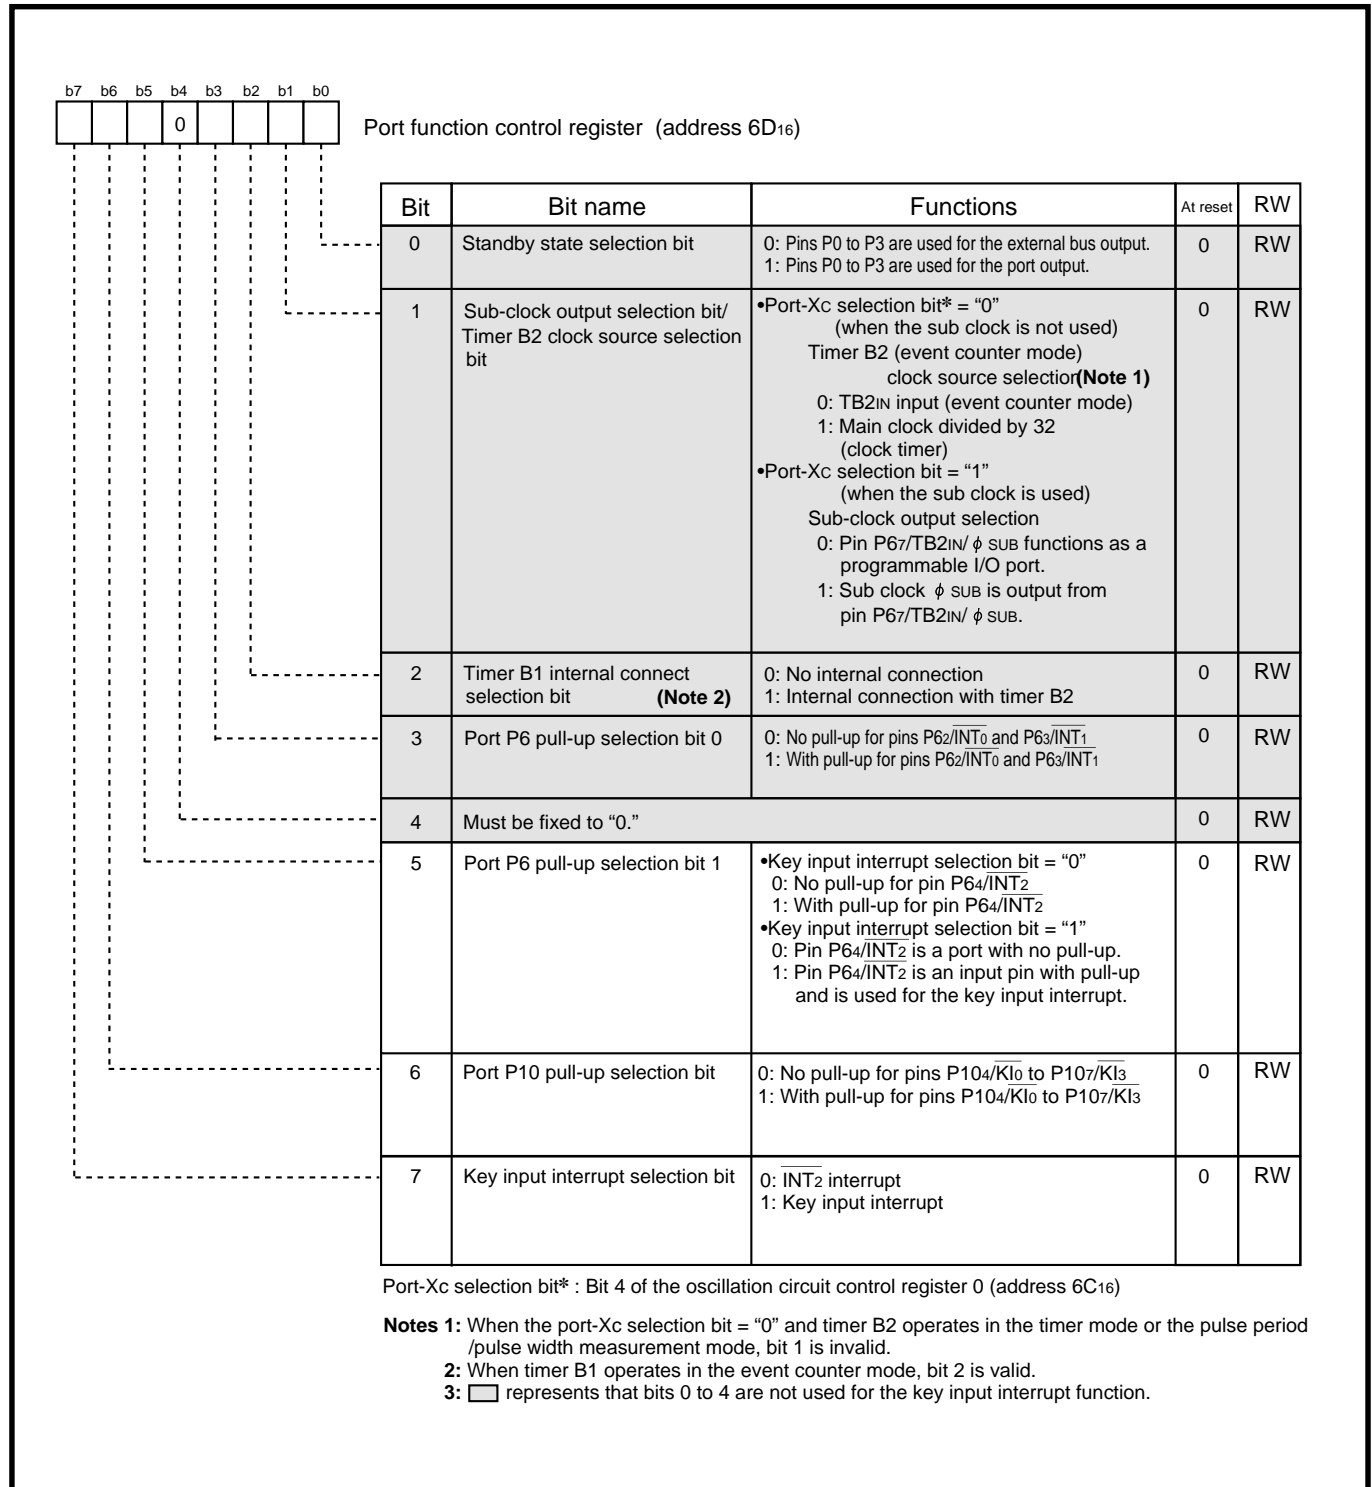 b7 b6 b5 b4 b3 b2 b1 b0
0
Port function control register (address 6D16)
Bit Bit name Functions At reset RW
0 Standby state selection bit 0: Pins P0 to P3 are used for the external bus output. 0 RW
1: Pins P0 to P3 are used for the port output.
1 Sub-clock output selection bit/ •Port-XC selection bit* = “0” 0 RW
Timer B2 clock source selection (when the sub clock is not used)
bit Timer B2 (event counter mode)
clock source selection(Note 1)
0: TB2IN input (event counter mode)
1: Main clock divided by 32
(clock timer)
•Port-XC selection bit = “1”
(when the sub clock is used)
Sub-clock output selection
0: Pin P67/TB2IN/ ϕ SUB functions as a
programmable I/O port.
1: Sub clock ϕ SUB is output from
pin P67/TB2IN/ ϕ SUB.
2 Timer B1 internal connect 0: No internal connection 0 RW
selection bit (Note 2) 1: Internal connection with timer B2
3 Port P6 pull-up selection bit 0 0: No pull-up for pins P62/INT0 and P63/INT1 0 RW
1: With pull-up for pins P62/INT0 and P63/INT1
4 Must be fixed to “0.” 0 RW
5 Port P6 pull-up selection bit 1 •Key input interrupt selection bit = “0” 0 RW
0: No pull-up for pin P64/INT2
1: With pull-up for pin P64/INT2
•Key input interrupt selection bit = “1”
0: Pin P64/INT2 is a port with no pull-up.
1: Pin P64/INT2 is an input pin with pull-up
and is used for the key input interrupt.
6 Port P10 pull-up selection bit 0: No pull-up for pins P104/KI0 to P107/KI3 0 RW
1: With pull-up for pins P104/KI0 to P107/KI3
7 Key input interrupt selection bit 0: INT2 interrupt 0 RW
1: Key input interrupt
Port-Xc selection bit* : Bit 4 of the oscillation circuit control register 0 (address 6C16)
Notes 1: When the port-Xc selection bit = “0” and timer B2 operates in the timer mode or the pulse period
/pulse width measurement mode, bit 1 is invalid.
2: When timer B1 operates in the event counter mode, bit 2 is valid.
3: represents that bits 0 to 4 are not used for the key input interrupt function.